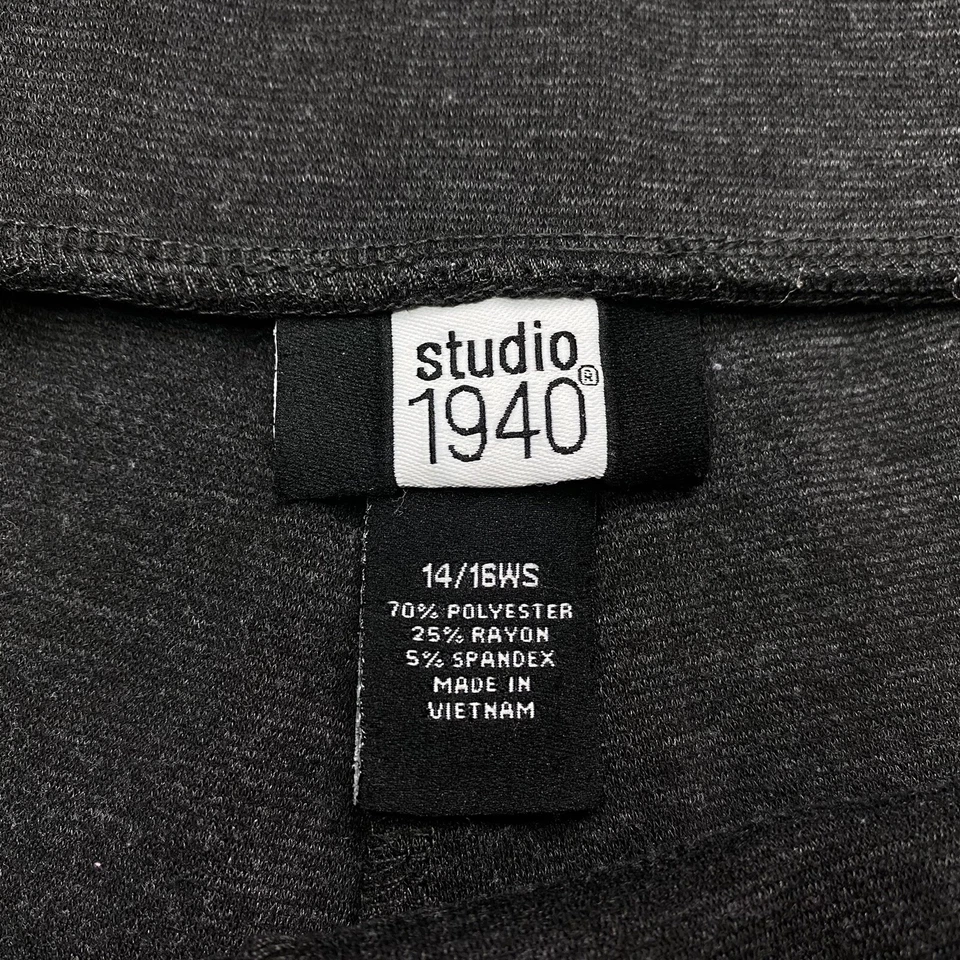 studio®
1940
14/16WS
70% POLYESTER
25% RAYON
5% SPANDEX
MADE IN
VIETNAM